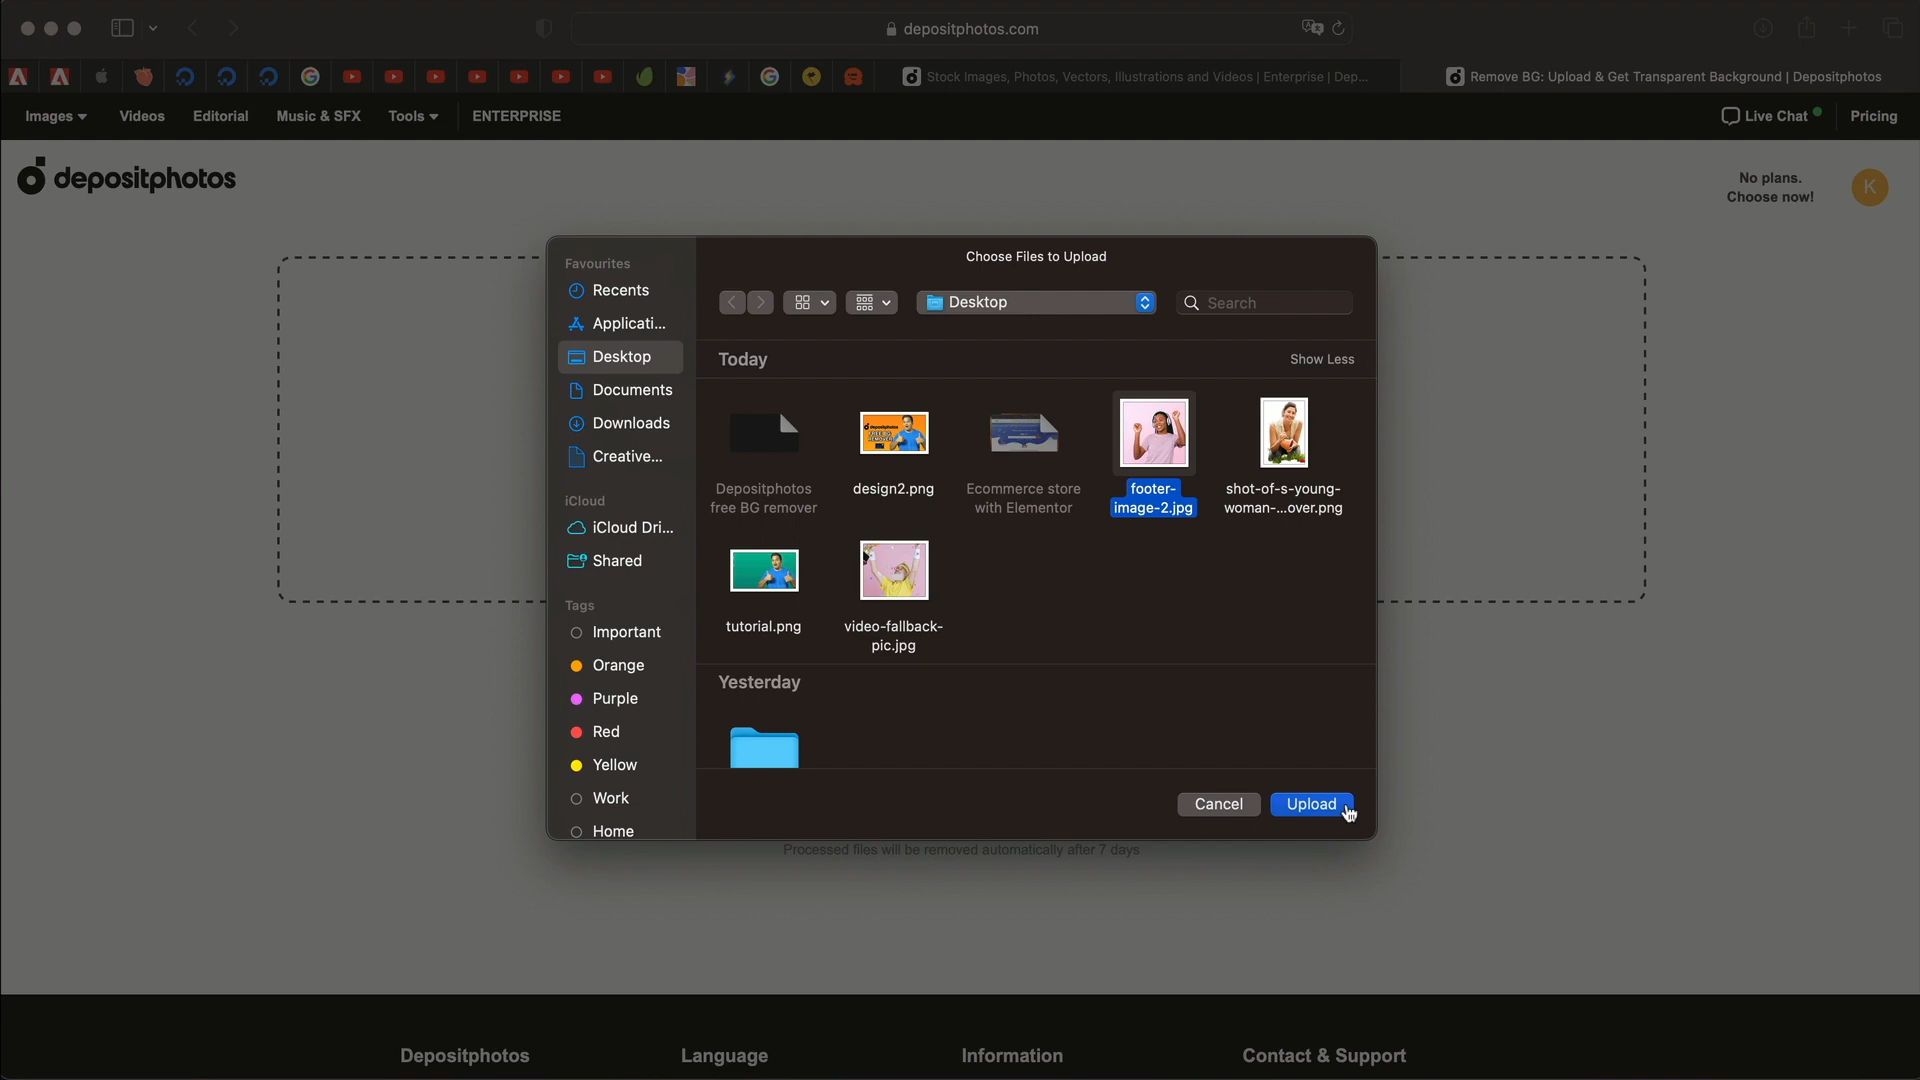 depositphotos.com
Stock Images, Photos, Vectors, Illustrations and Videos | Enterprise | Dep...
Remove BG: Upload & Get Transparent Background | Depositphotos
Images
Videos
Editorial
Music & SFX
Tools
ENTERPRISE
Live Chat
Pricing
depositphotos
No plans.
Choose now!
K
Choose Files to Upload
Favourites
Recents
Applicati...
Desktop
Documents
Downloads
Creative...
iCloud
iCloud Dri...
Shared
Tags
Important
Orange
Purple
Red
Yellow
Work
Home
Desktop
Search
Today
Show Less
Depositphotos
free BG remover
design2.png
Ecommerce store
with Elementor
footer-
image-2.jpg
shot-of-s-young-
woman-...over.png
tutorial.png
video-fallback-
pic.jpg
Yesterday
Cancel
Upload
Processed files will be removed automatically after 7 days
Depositphotos
Language
Information
Contact & Support